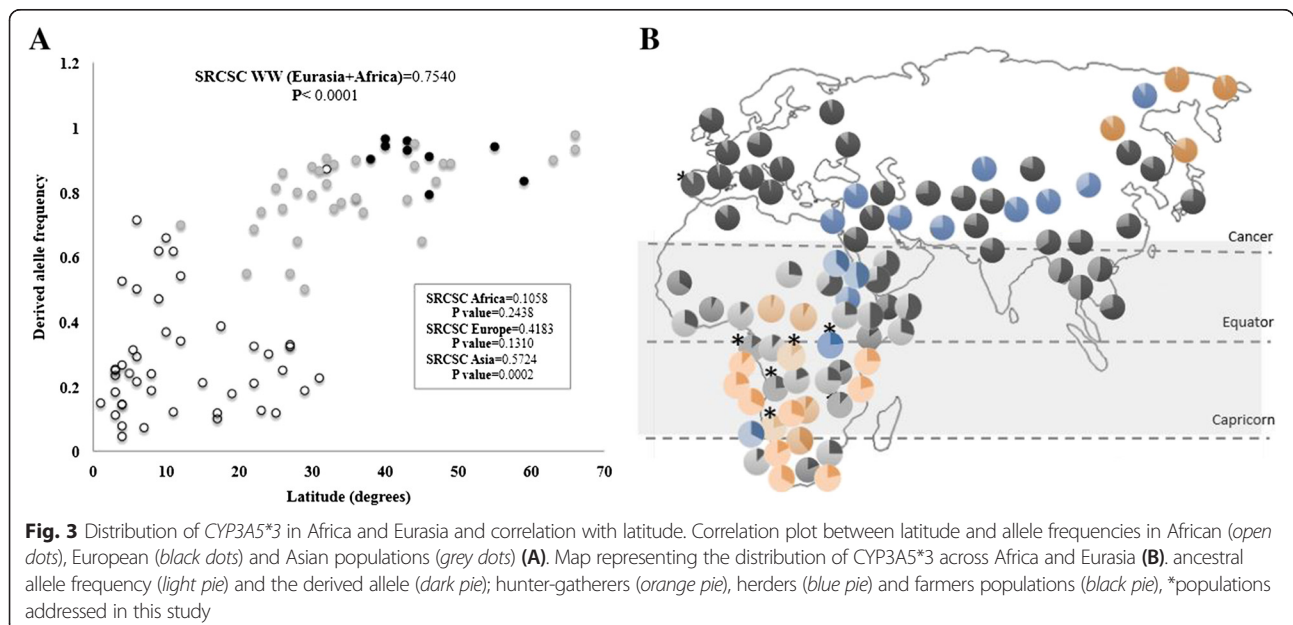 A
SRCSC WW (Eurasia+Africa)=0.7540
P< 0.0001
1.2
1
0.8
0.6
0.4
0.2
0
Derived alelle frequency
SRCSC Africa=0.1058
P value=0.2438
SRCSC Europe=0.4183
P value=0.1310
SRCSC Asia=0.5724
P value=0.0002
0 10 20 30 40 50 60 70
Latitude (degrees)
B
*
Cancer
Equator
* * *
*
*
Capricorn
Fig. 3 Distribution of CYP3A5*3 in Africa and Eurasia and correlation with latitude. Correlation plot between latitude and allele frequencies in African (open
dots), European (black dots) and Asian populations (grey dots) (A). Map representing the distribution of CYP3A5*3 across Africa and Eurasia (B). ancestral
allele frequency (light pie) and the derived allele (dark pie); hunter-gatherers (orange pie), herders (blue pie) and farmers populations (black pie), *populations
addressed in this study